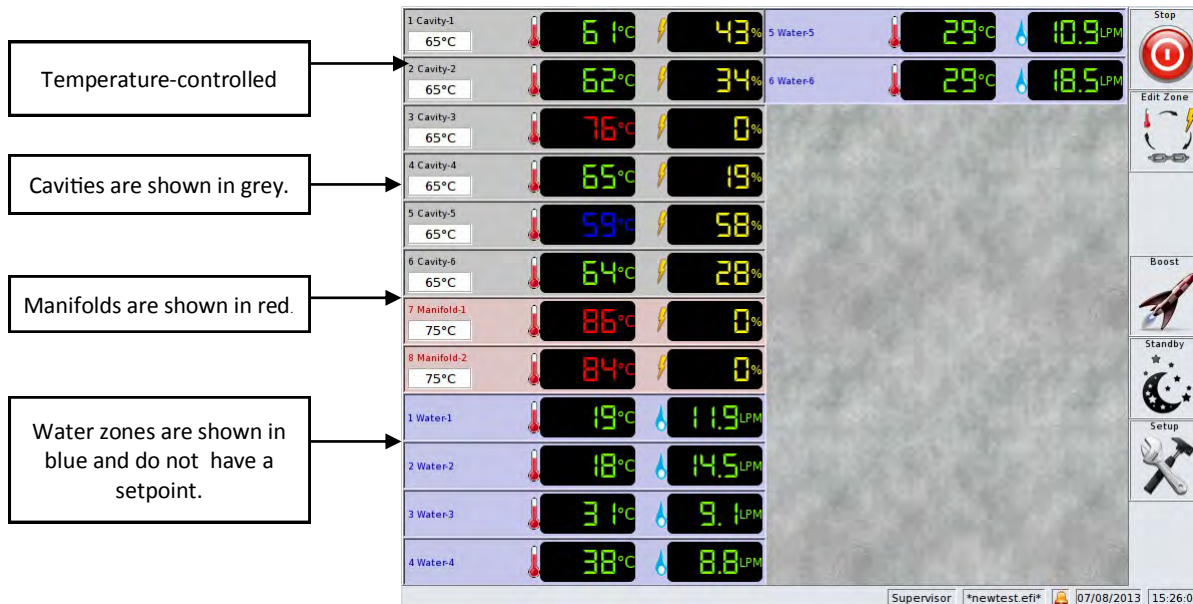 Temperature-controlled
Cavities are shown in grey.
Manifolds are shown in red.
Water zones are shown in
blue and do not have a
setpoint.
1 Cavity-1
65°C
61°C
43%
2 Cavity-2
65°C
62°C
34%
3 Cavity-3
65°C
76°C
0%
4 Cavity-4
65°C
65°C
19%
5 Cavity-5
65°C
59°C
58%
6 Cavity-6
65°C
64°C
28%
7 Manifold-1
75°C
86°C
0%
8 Manifold-2
75°C
84°C
0%
1 Water-1
19°C
11.9LPM
2 Water-2
18°C
14.5LPM
3 Water-3
31°C
9.1LPM
4 Water-4
38°C
8.8LPM
5 Water-5
29°C
10.9LPM
6 Water-6
29°C
18.5LPM
Stop
Edit Zone
Boost
Standby
Setup
Supervisor
*newtest.efi*
07/08/2013